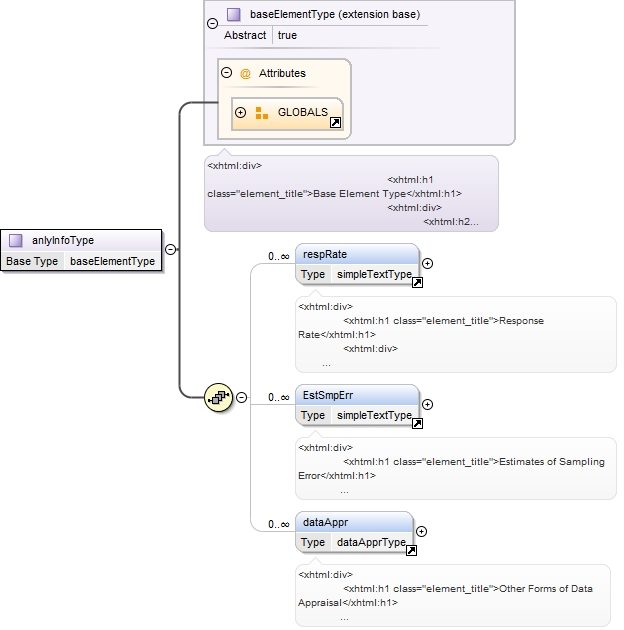 baseElementType (extension base)
Abstract true
@ Attributes
GLOBALS
<xhtml:div>
<xhtml:h1
class="element_title">Base Element Type</xhtml:h1>
<xhtml:div>
<xhtml:h2...
anlyInfoType
Base Type baseElementType
0..∞ respRate
Type simpleTextType
<xhtml:div>
<xhtml:h1 class="element_title">Response
Rate</xhtml:h1>
<xhtml:div>
...
0..∞ EstSmpErr
Type simpleTextType
<xhtml:div>
<xhtml:h1 class="element_title">Estimates of Sampling
Error</xhtml:h1>
...
0..∞ dataAppr
Type dataApprType
<xhtml:div>
<xhtml:h1 class="element_title">Other Forms of Data
Appraisal</xhtml:h1>
...